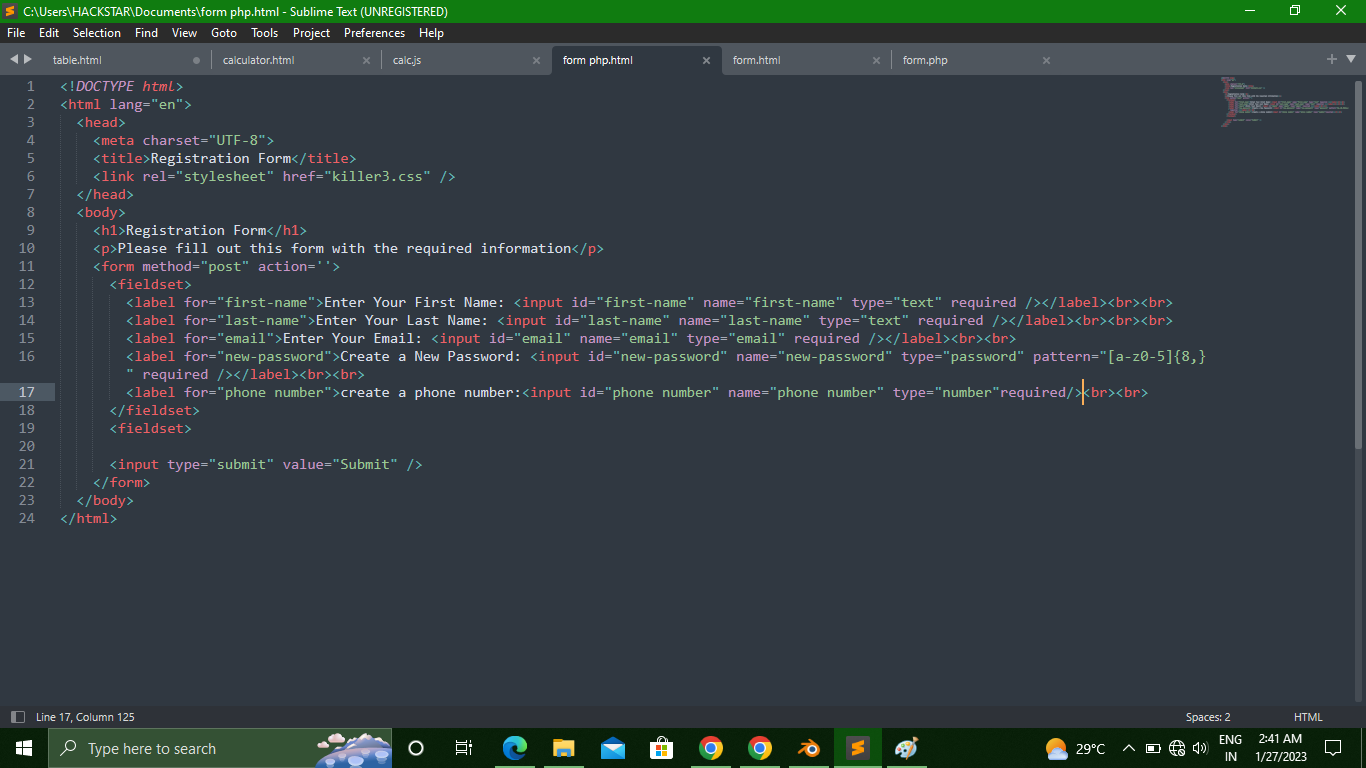 C:\Users\HACKSTAR\Documents\form php.html - Sublime Text (UNREGISTERED)
File Edit Selection Find View Goto Tools Project Preferences Help
table.html calculator.html calc.js form php.html form.html form.php
1 <!DOCTYPE html>
2 <html lang="en">
3 <head>
4 <meta charset="UTF-8">
5 <title>Registration Form</title>
6 <link rel="stylesheet" href="killer3.css" />
7 </head>
8 <body>
9 <h1>Registration Form</h1>
10 <p>Please fill out this form with the required information</p>
11 <form method="post" action=''>
12 <fieldset>
13 <label for="first-name">Enter Your First Name: <input id="first-name" name="first-name" type="text" required /></label><br><br>
14 <label for="last-name">Enter Your Last Name: <input id="last-name" name="last-name" type="text" required /></label><br><br><br>
15 <label for="email">Enter Your Email: <input id="email" name="email" type="email" required /></label><br><br>
16 <label for="new-password">Create a New Password: <input id="new-password" name="new-password" type="password" pattern="[a-z0-5]{8,}
" required /></label><br><br>
17 <label for="phone number">create a phone number:<input id="phone number" name="phone number" type="number"required/><br><br>
18 </fieldset>
19 <fieldset>
20
21 <input type="submit" value="Submit" />
22 </form>
23 </body>
24 </html>
Line 17, Column 125 Spaces: 2 HTML
Type here to search 29°C ENG IN 2:41 AM 1/27/2023